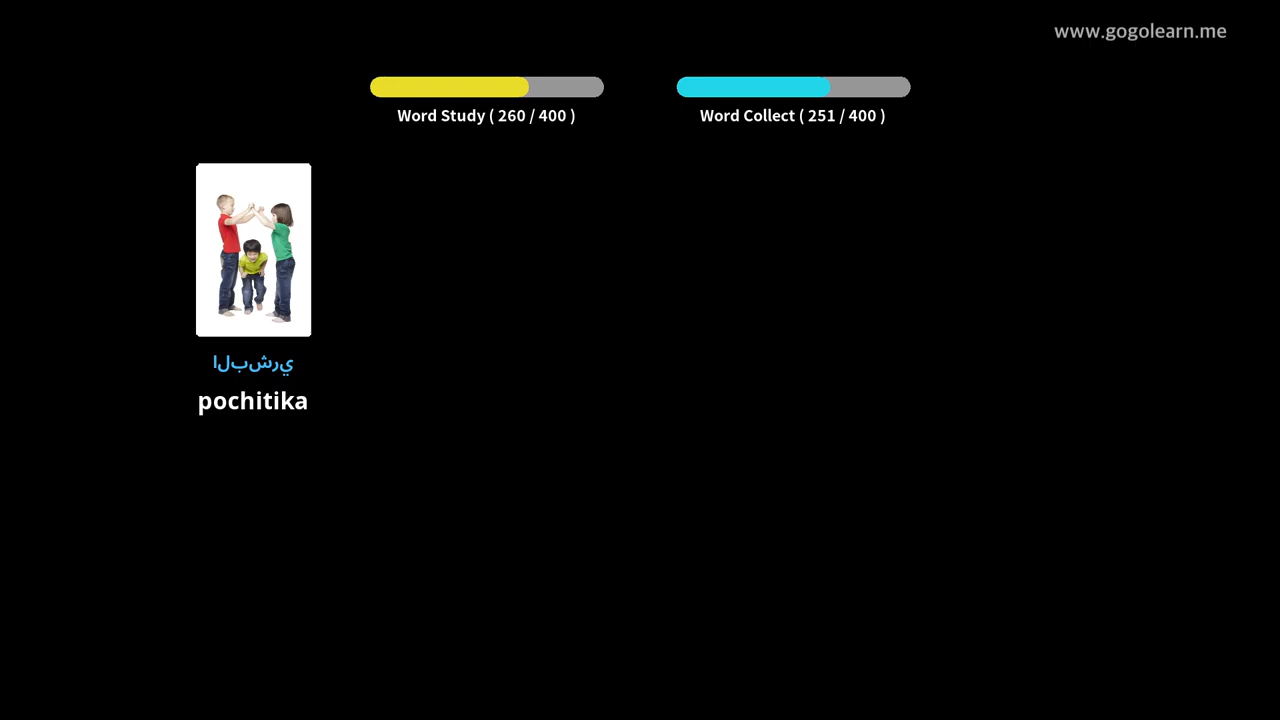 www.gogolearn.me
Word Study ( 260 / 400 )
Word Collect ( 251 / 400 )
البشري
pochitika